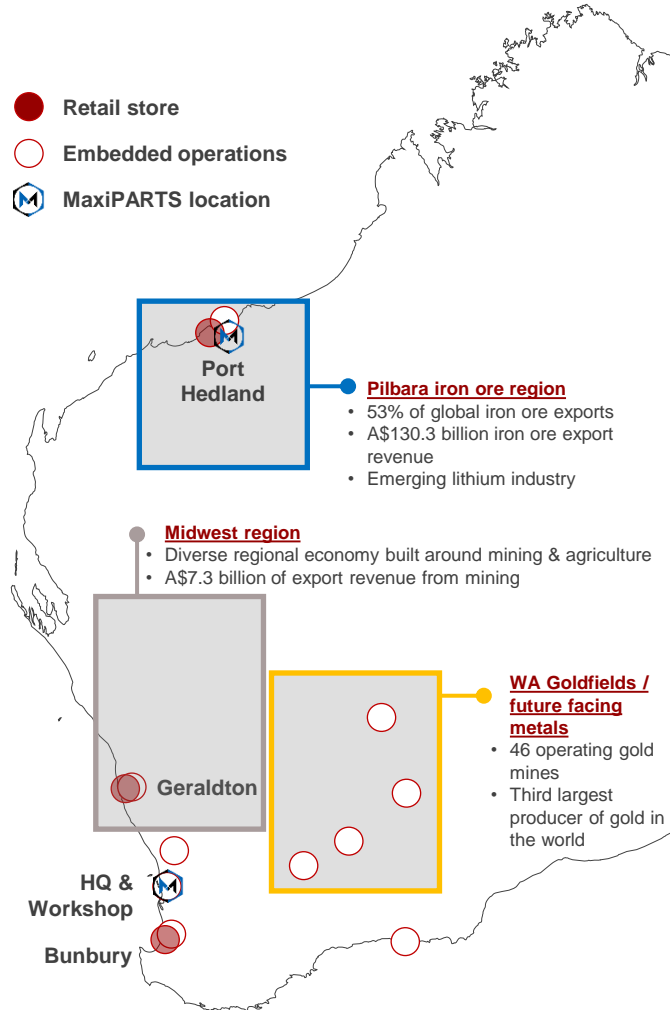 Retail store
Embedded operations
MaxiPARTS location
Port
Hedland
Pilbara iron ore region
• 53% of global iron ore exports
• A$130.3 billion iron ore export
revenue
• Emerging lithium industry
Midwest region
• Diverse regional economy built around mining & agriculture
• A$7.3 billion of export revenue from mining
WA Goldfields /
future facing
metals
• 46 operating gold
mines
• Third largest
producer of gold in
the world
Geraldton
HQ &
Workshop
Bunbury